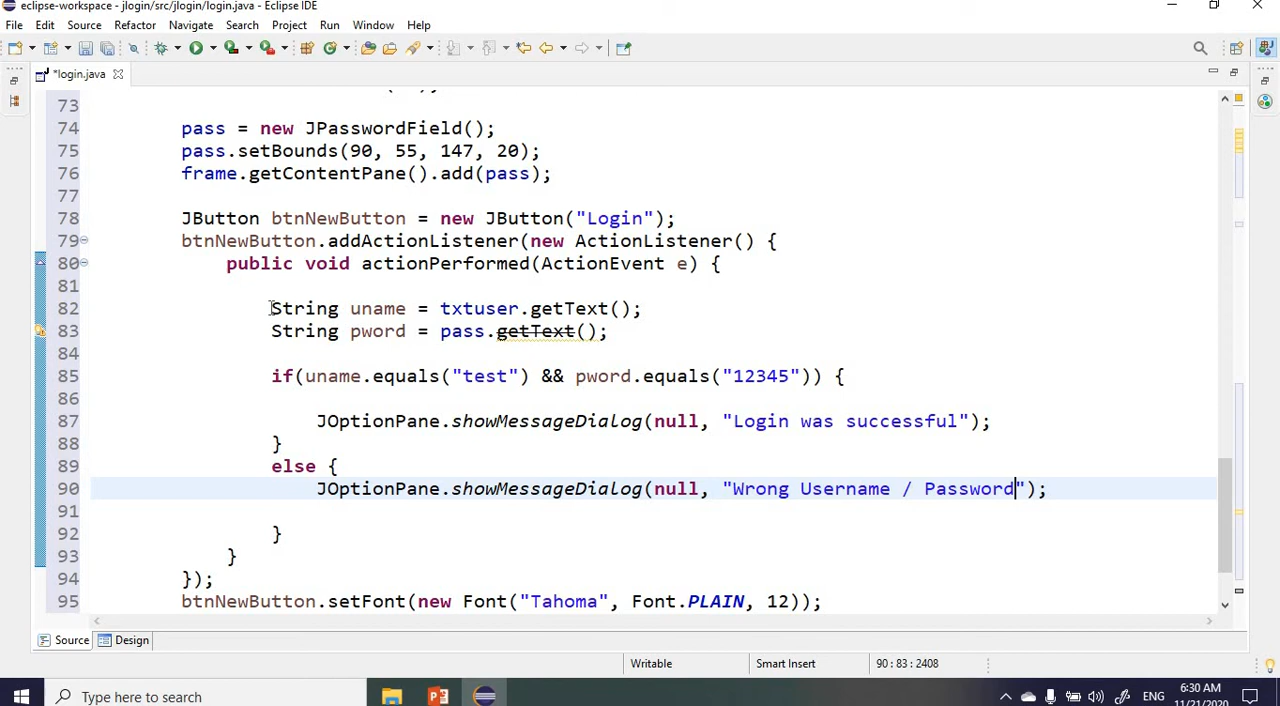 eclipse-workspace - jlogin/src/jlogin/login.java - Eclipse IDE
File Edit Source Refactor Navigate Search Project Run Window Help
*login.java
73
74 pass = new JPasswordField();
75 pass.setBounds(90, 55, 147, 20);
76 frame.getContentPane().add(pass);
77
78 JButton btnNewButton = new JButton("Login");
79 btnNewButton.addActionListener(new ActionListener() {
80 public void actionPerformed(ActionEvent e) {
81
82 String uname = txtuser.getText();
83 String pword = pass.getText();
84
85 if(uname.equals("test") && pword.equals("12345")) {
86
87 JOptionPane.showMessageDialog(null, "Login was successful");
88 }
89 else {
90 JOptionPane.showMessageDialog(null, "Wrong Username / Password");
91
92 }
93 }
94 });
95 btnNewButton.setFont(new Font("Tahoma", Font.PLAIN, 12));
Source Design
Writable Smart Insert 90 : 83 : 2408
Type here to search ENG 6:30 AM
11/21/2020